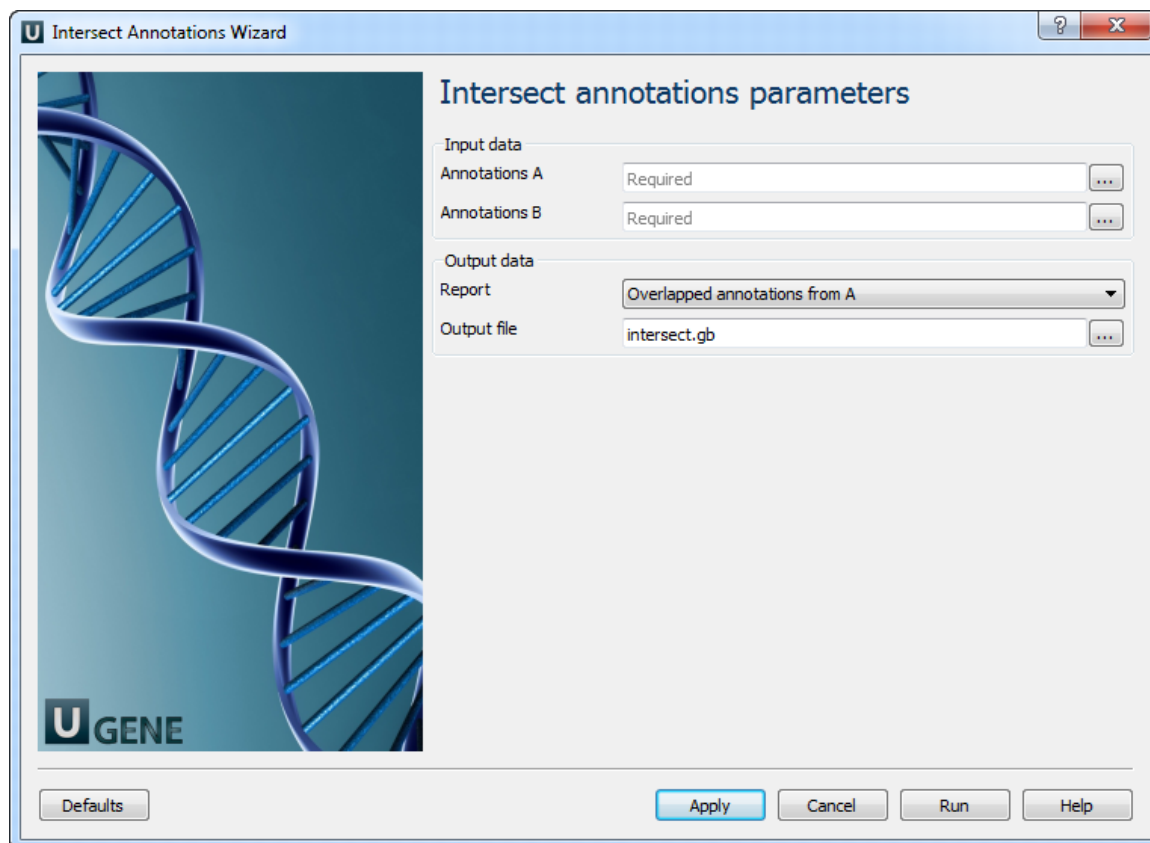 U Intersect Annotations Wizard
Intersect annotations parameters
Input data
Annotations A Required ...
Annotations B Required ...
Output data
Report Overlapped annotations from A
Output file intersect.gb ...
U GENE
Defaults Apply Cancel Run Help